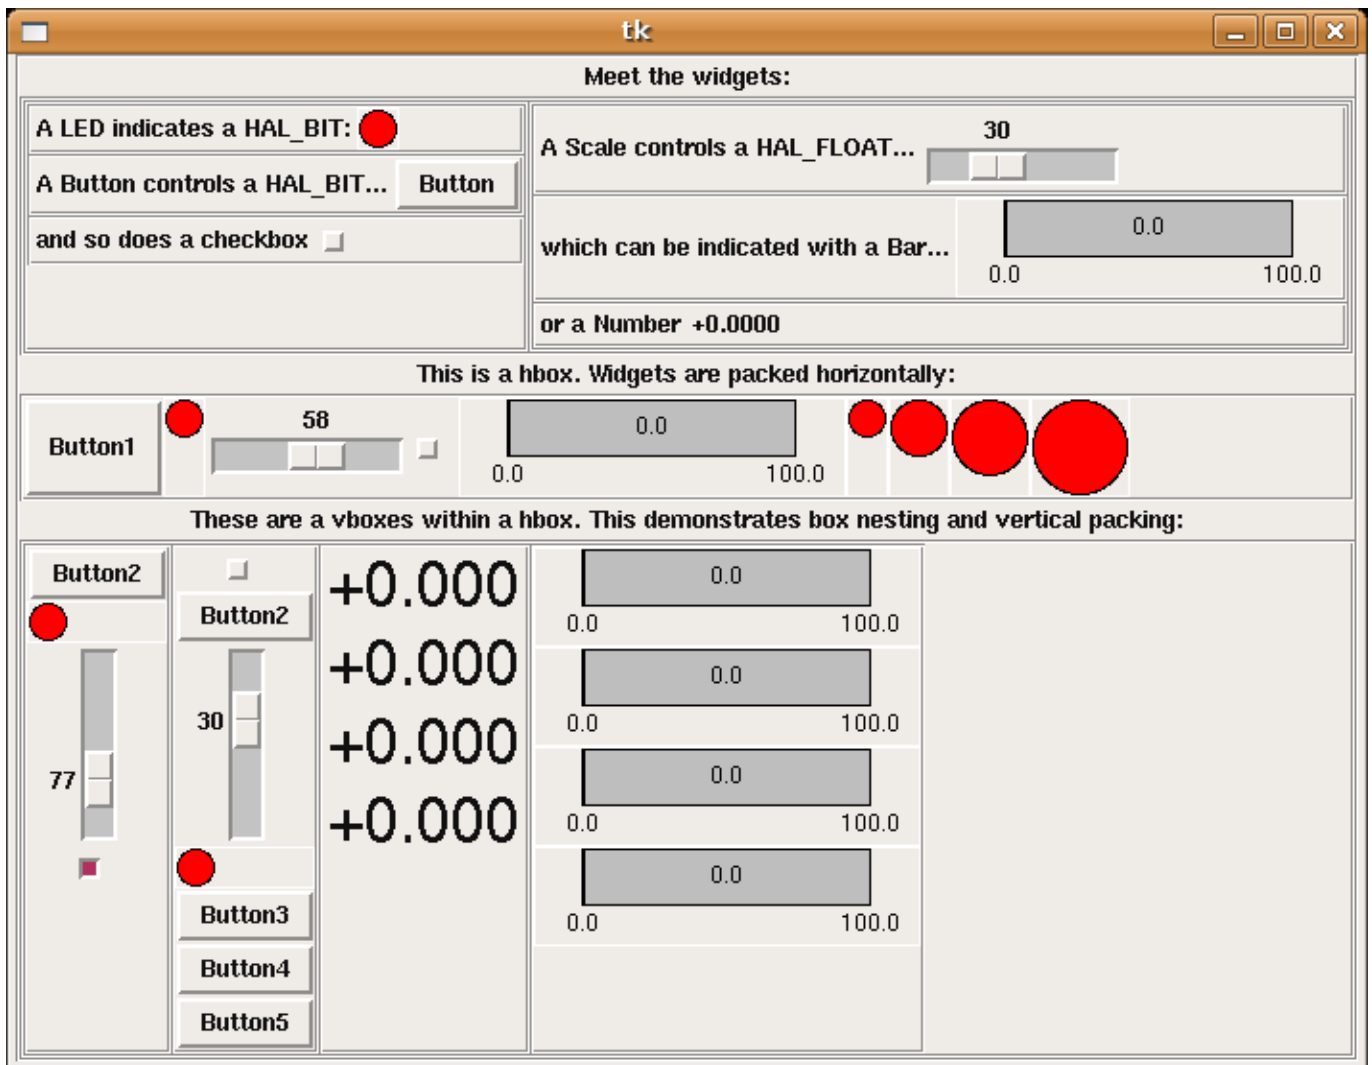 tk
Meet the widgets:
A LED indicates a HAL_BIT:
A Button controls a HAL_BIT... Button
and so does a checkbox
30
A Scale controls a HAL_FLOAT...
0.0
which can be indicated with a Bar...
0.0 100.0
or a Number +0.0000
This is a hbox. Widgets are packed horizontally:
Button1 58 0.0
0.0 100.0
These are a vboxes within a hbox. This demonstrates box nesting and vertical packing:
Button2
77
Button2
30
Button3
Button4
Button5
+0.000
+0.000
+0.000
+0.000
0.0
0.0 100.0
0.0
0.0 100.0
0.0
0.0 100.0
0.0
0.0 100.0